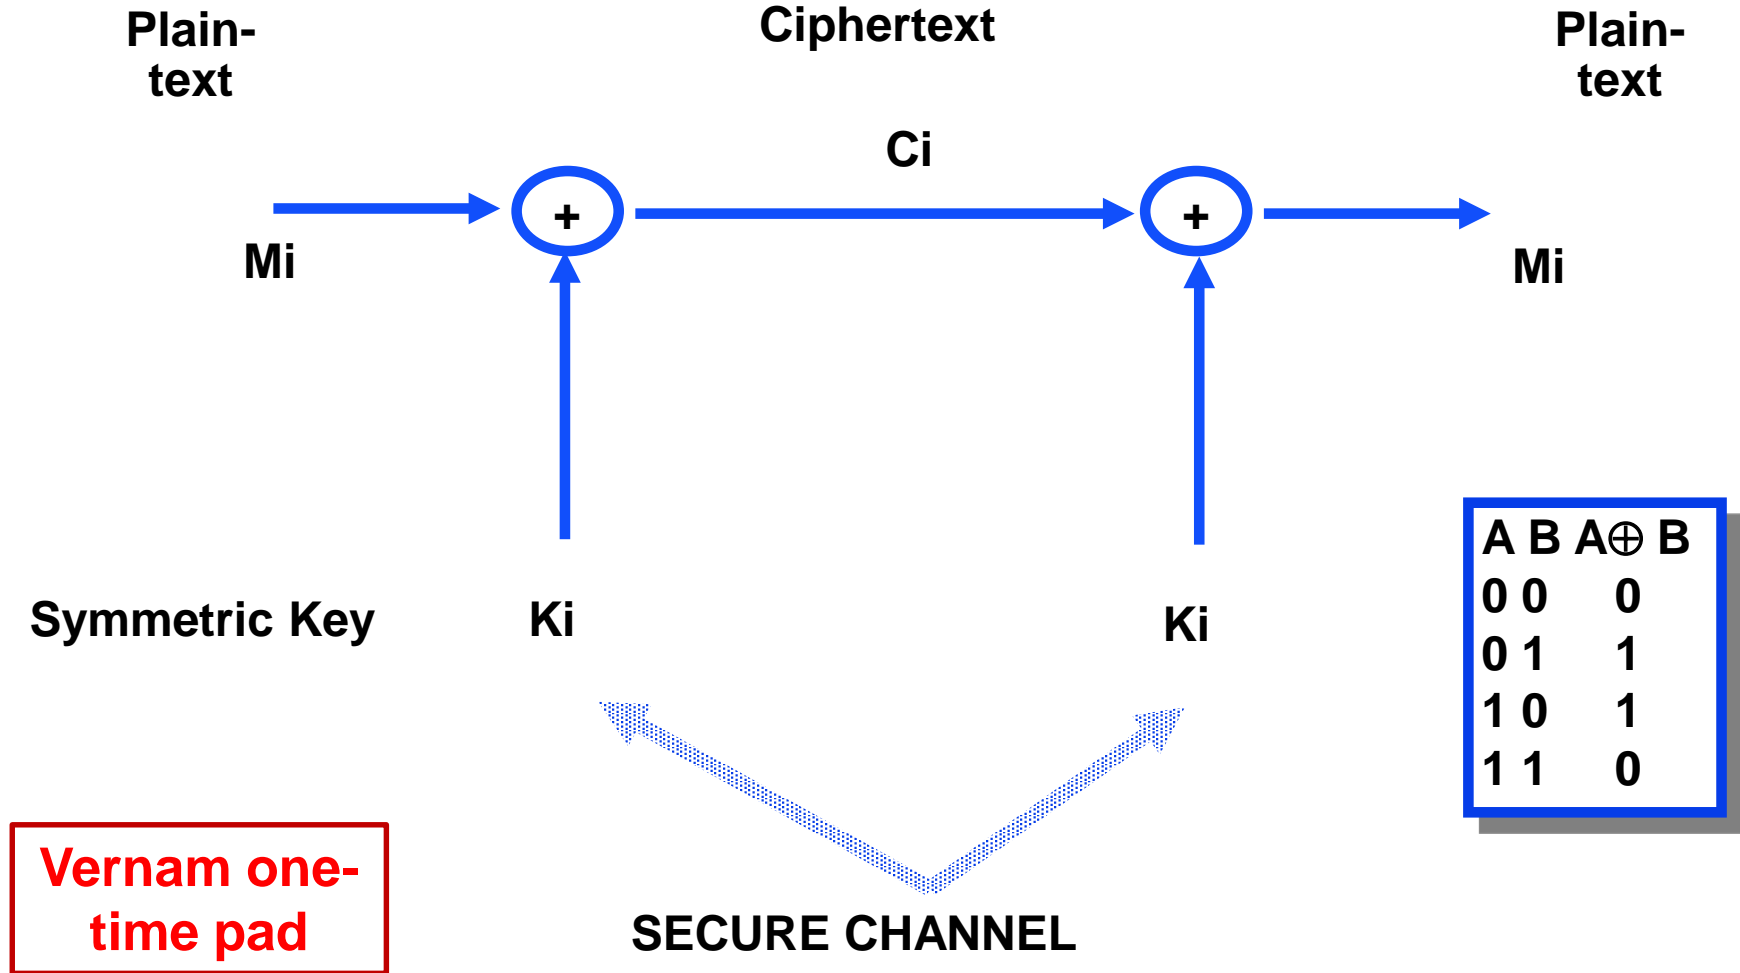 Plain-
text
Ciphertext
Plain-
text
Ci
+
+
Mi
Mi
A B A⊕ B
0 0 0
0 1 1
1 0 1
1 1 0
Symmetric Key
Ki
Ki
Vernam one-
time pad
SECURE CHANNEL